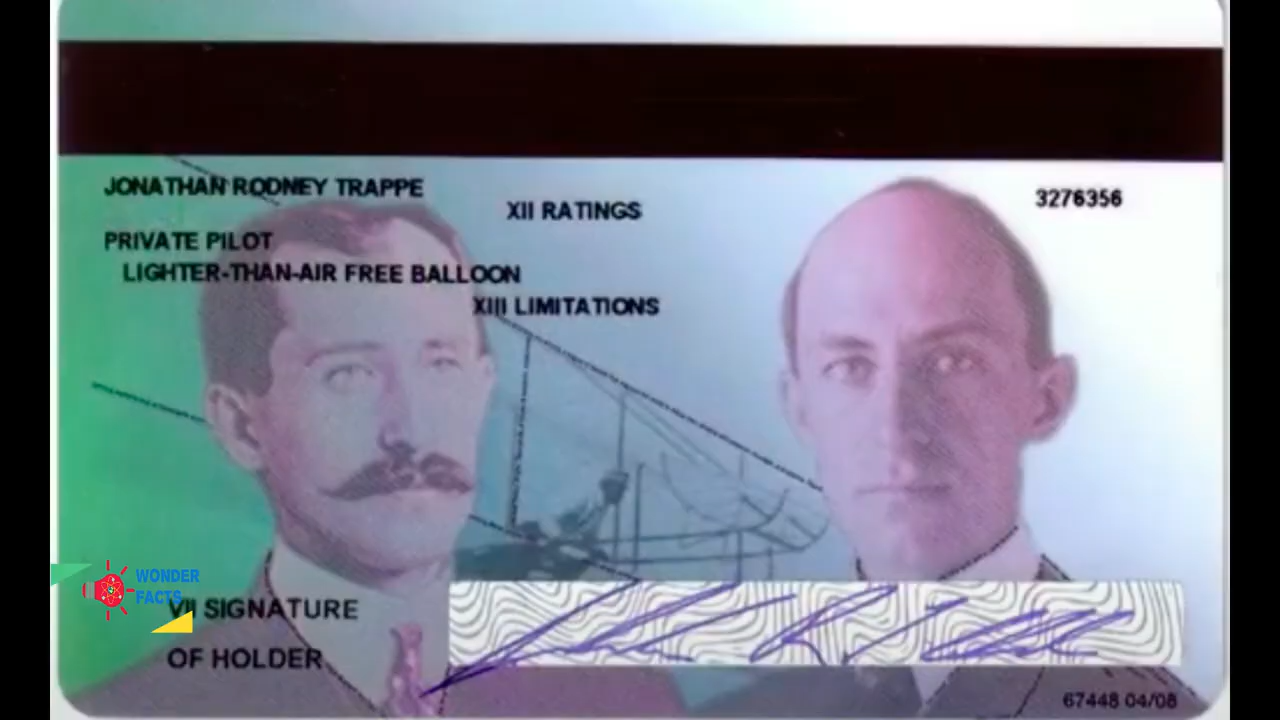 JONATHAN RODNEY TRAPPE
XII RATINGS
3276356
PRIVATE PILOT
LIGHTER-THAN-AIR FREE BALLOON
XIII LIMITATIONS
WONDER
FACTS
VII SIGNATURE
OF HOLDER
67448 04/08